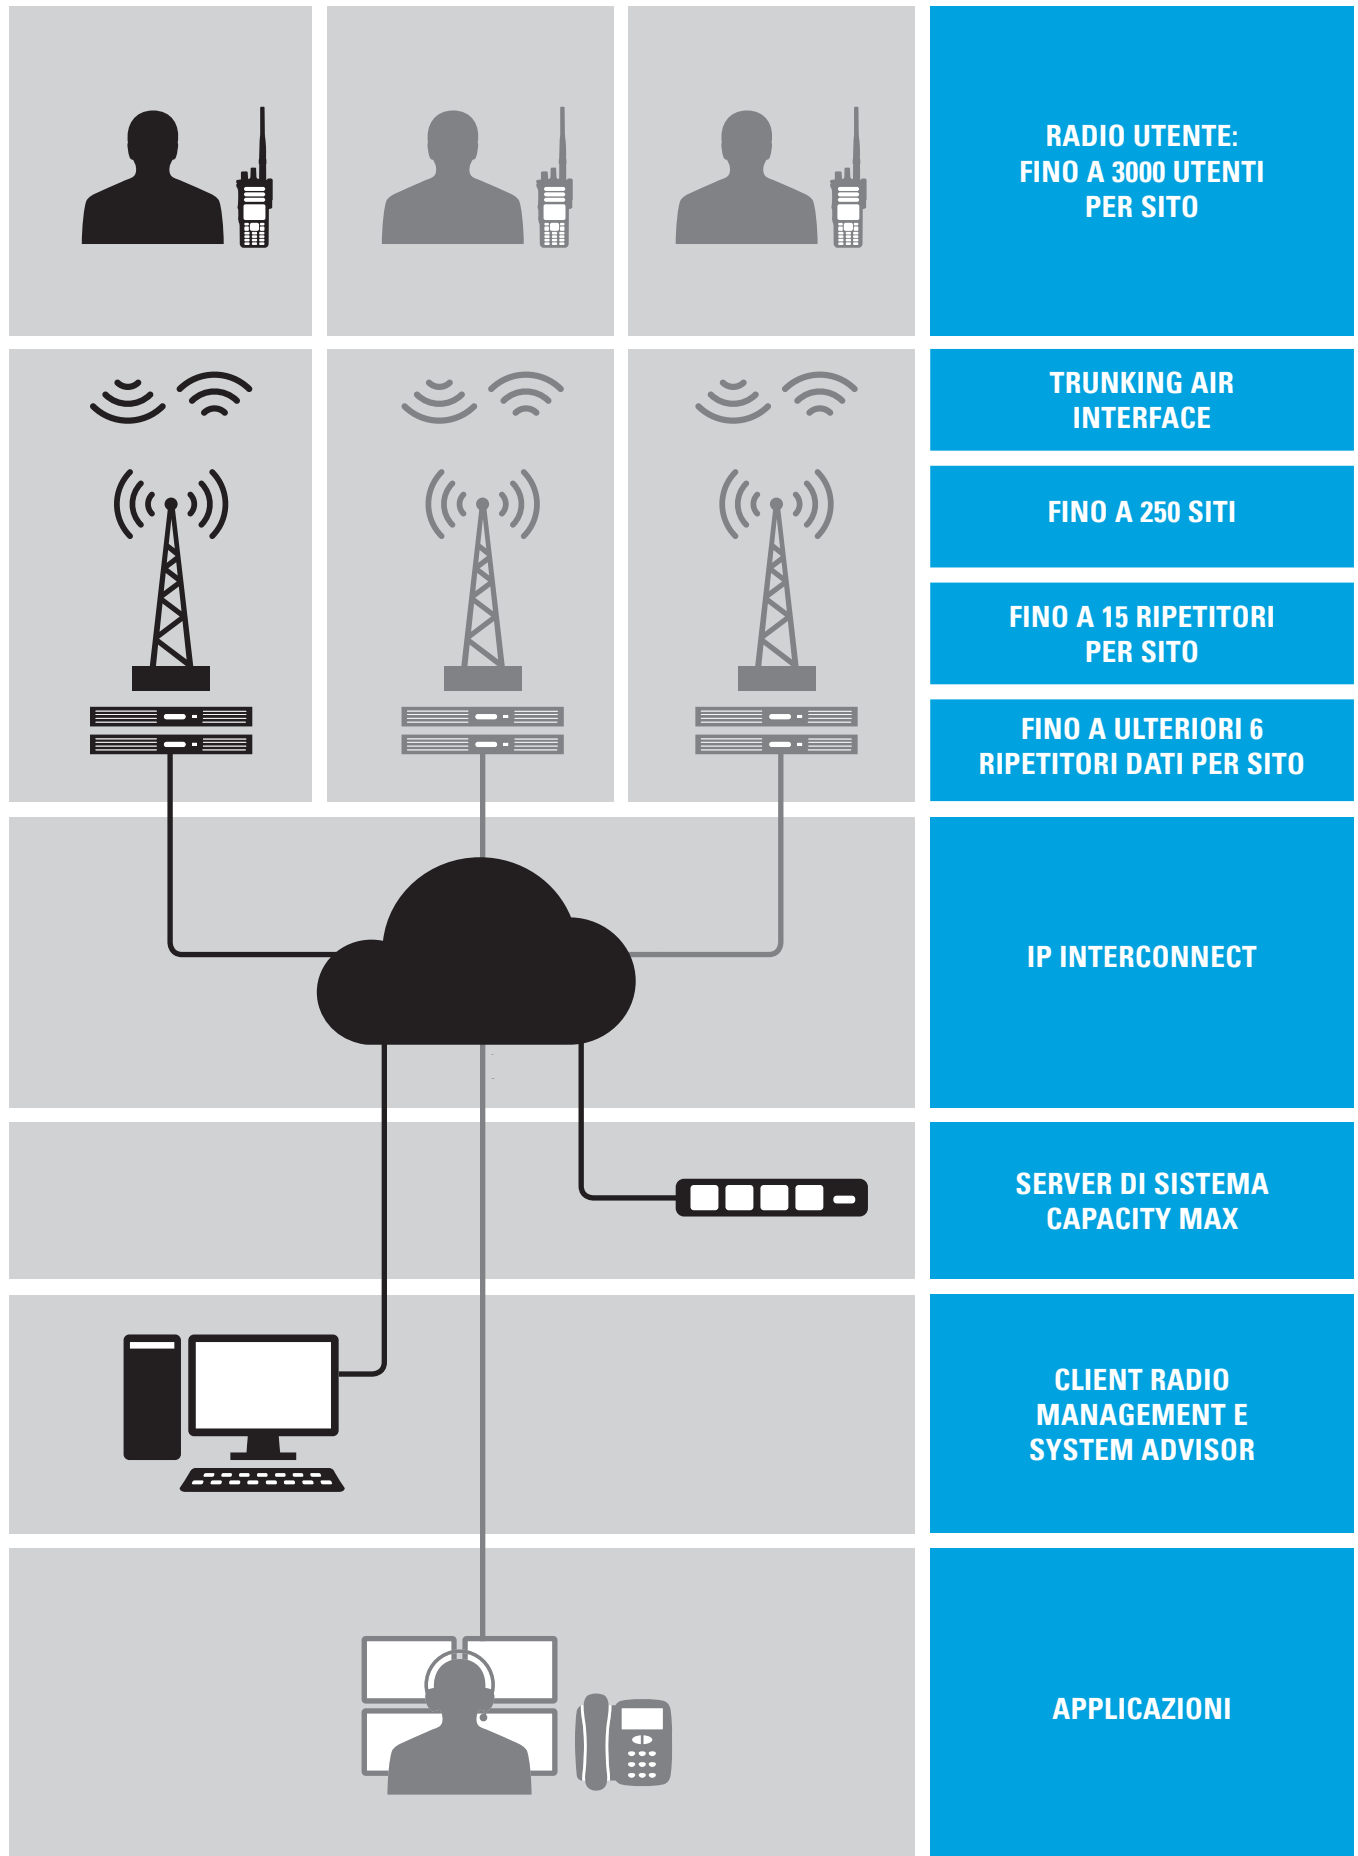 RADIO UTENTE:
FINO A 3000 UTENTI
PER SITO
TRUNKING AIR
INTERFACE
FINO A 250 SITI
FINO A 15 RIPETITORI
PER SITO
FINO A ULTERIORI 6
RIPETITORI DATI PER SITO
IP INTERCONNECT
SERVER DI SISTEMA
CAPACITY MAX
CLIENT RADIO
MANAGEMENT E
SYSTEM ADVISOR
APPLICAZIONI